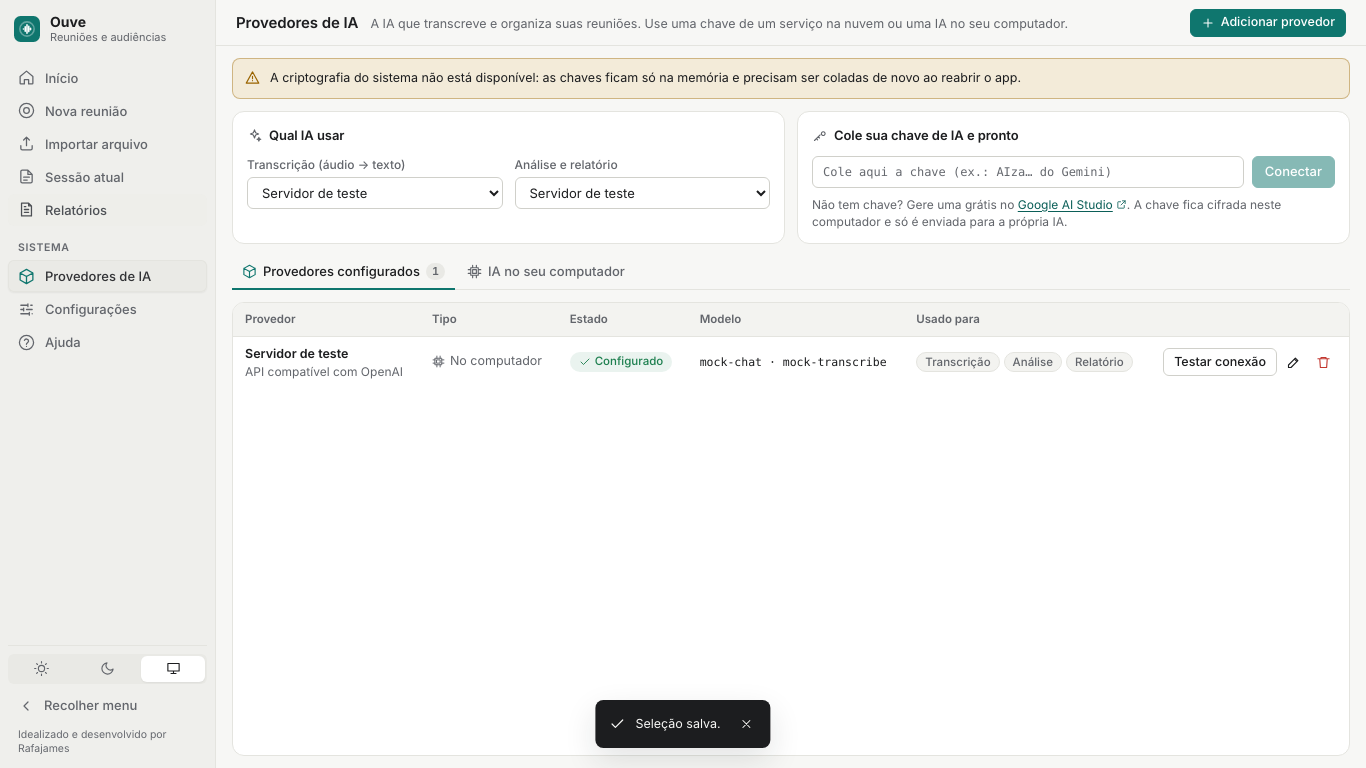 Ouve
Reuniões e audiências
Início
Nova reunião
Importar arquivo
Sessão atual
Relatórios
SISTEMA
Provedores de IA
Configurações
Ajuda
Recolher menu
Idealizado e desenvolvido por
Rafajames
Provedores de IA
A IA que transcreve e organiza suas reuniões. Use uma chave de um serviço na nuvem ou uma IA no seu computador.
Adicionar provedor
A criptografia do sistema não está disponível: as chaves ficam só na memória e precisam ser coladas de novo ao reabrir o app.
Qual IA usar
Transcrição (áudio → texto)
Análise e relatório
Servidor de teste
Servidor de teste
Cole sua chave de IA e pronto
Cole aqui a chave (ex.: AIza… do Gemini)
Conectar
Não tem chave? Gere uma grátis no Google AI Studio. A chave fica cifrada neste
computador e só é enviada para a própria IA.
Provedores configurados 1
IA no seu computador
Provedor Tipo Estado Modelo Usado para
Servidor de teste
API compatível com OpenAI
No computador
Configurado
mock-chat · mock-transcribe
Transcrição Análise Relatório
Testar conexão
Seleção salva.